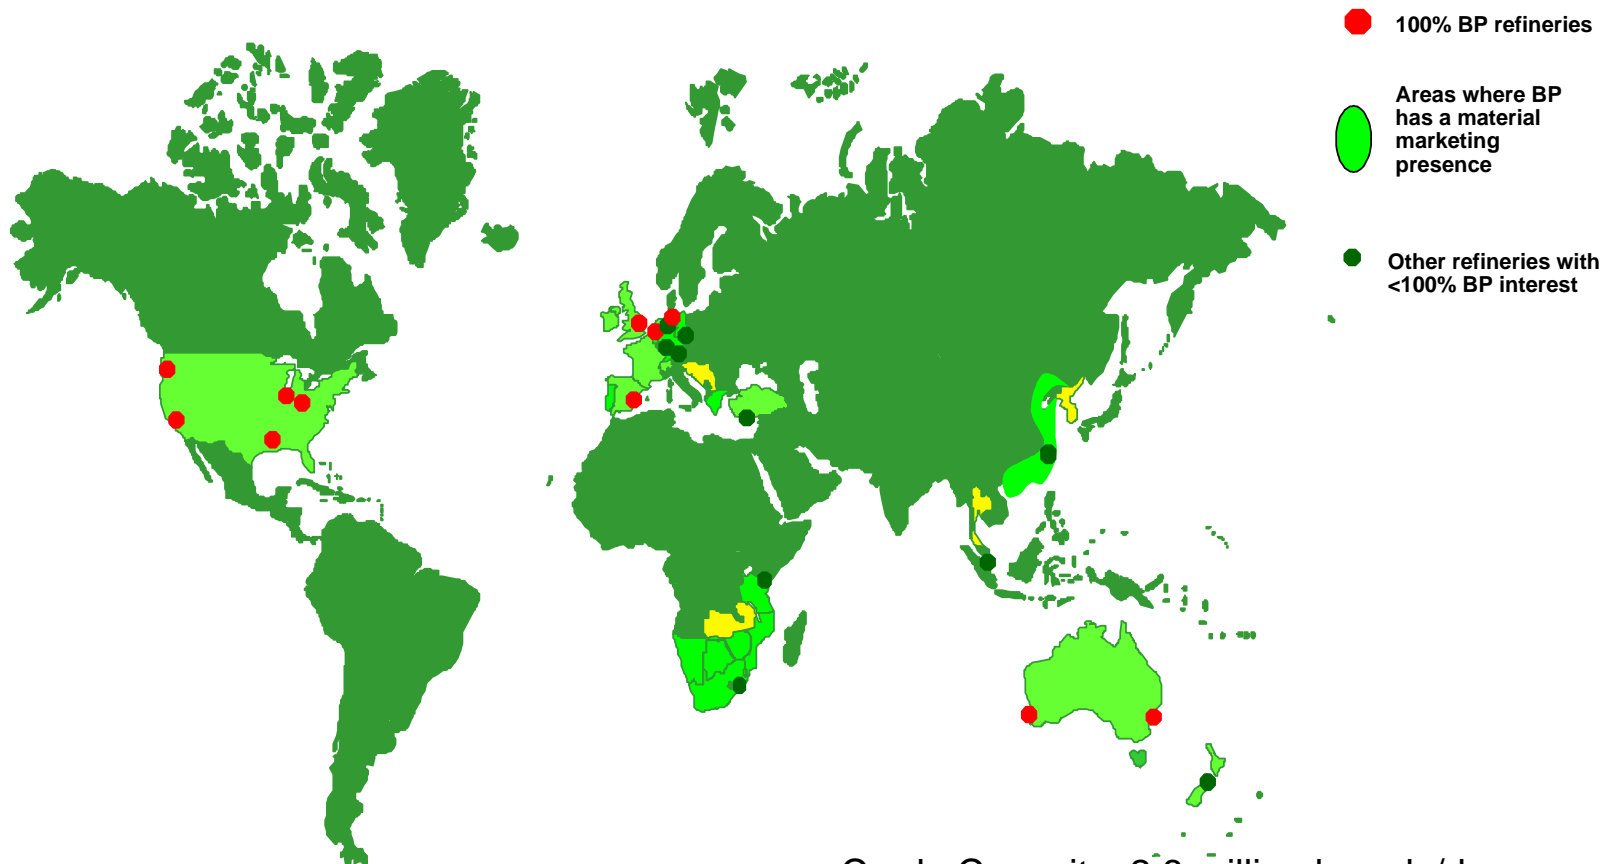 100% BP refineries
Areas where BP
has a material
marketing
presence
Other refineries with
<100% BP interest